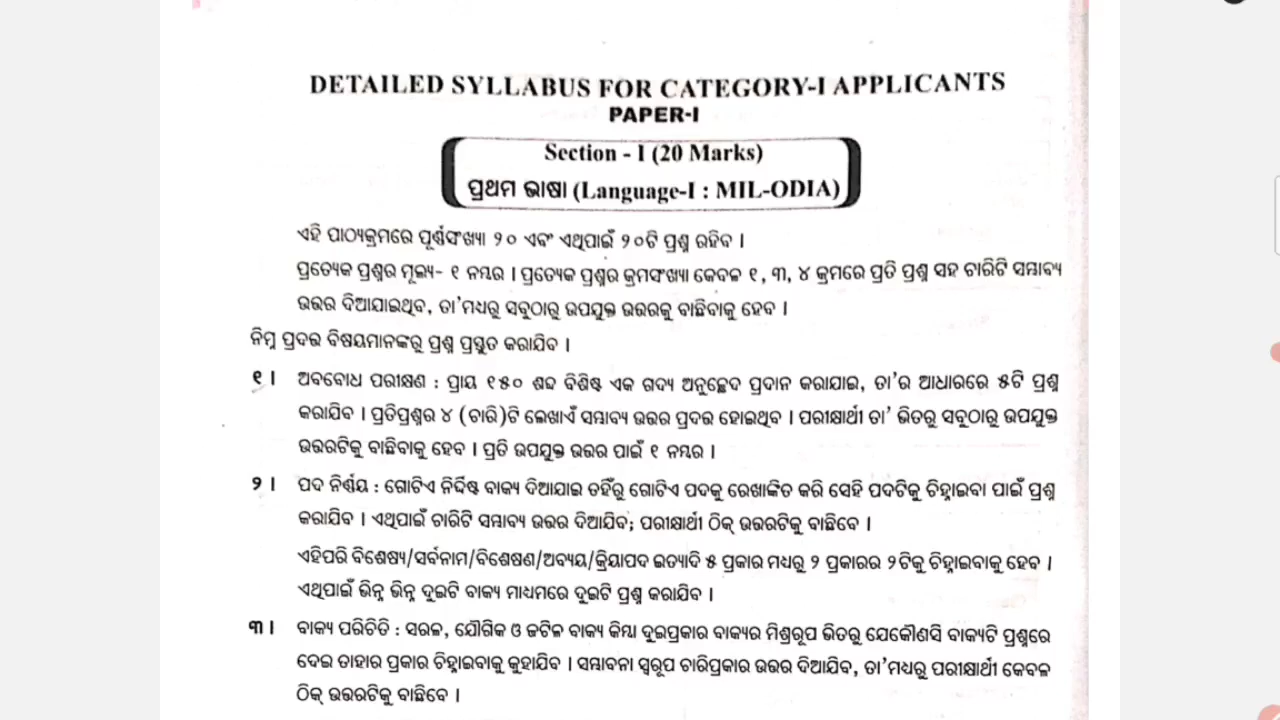 DETAILED SYLLABUS FOR CATEGORY-I APPLICANTS
PAPER-I
Section - I (20 Marks)
ପ୍ରଥମ ଭାଷା (Language-I : MIL-ODIA)
ଏହି ପାଠ୍ୟକ୍ରମରେ ପୂର୍ଣ୍ଣସଂଖ୍ୟା ୨୦ ଏବଂ ଏଥିପାଇଁ ୨୦ଟି ପ୍ରଶ୍ନ ରହିବ ।
ପ୍ରତ୍ୟେକ ପ୍ରଶ୍ନର ମୂଲ୍ୟ- ୧ ନମ୍ବର । ପ୍ରତ୍ୟେକ ପ୍ରଶ୍ନର କ୍ରମସଂଖ୍ୟା କେବଳ ୧, ୩, ୪ କ୍ରମରେ ପ୍ରତି ପ୍ରଶ୍ନ ସହ ଚାରିଟି ସମ୍ଭାବ୍ୟ
ଉତ୍ତର ଦିଆଯାଇଥିବ, ତା'ମଧ୍ୟରୁ ସବୁଠାରୁ ଉପଯୁକ୍ତ ଉତ୍ତରକୁ ବାଛିବାକୁ ହେବ ।
ନିମ୍ନ ପ୍ରଦତ୍ତ ବିଷୟମାନଙ୍କରୁ ପ୍ରଶ୍ନ ପ୍ରସ୍ତୁତ କରାଯିବ ।
୧ । ଅବବୋଧ ପରୀକ୍ଷଣ : ପ୍ରାୟ ୧୫୦ ଶବ୍ଦ ବିଶିଷ୍ଟ ଏକ ଗଦ୍ୟ ଅନୁଚ୍ଛେଦ ପ୍ରଦାନ କରାଯାଇ, ତା'ର ଆଧାରରେ ୫ଟି ପ୍ରଶ୍ନ
କରାଯିବ । ପ୍ରତିପ୍ରଶ୍ନର ୪ (ଚାରି)ଟି ଲେଖାଏଁ ସମ୍ଭାବ୍ୟ ଉତ୍ତର ପ୍ରଦତ୍ତ ହୋଇଥିବ । ପରୀକ୍ଷାର୍ଥୀ ତା' ଭିତରୁ ସବୁଠାରୁ ଉପଯୁକ୍ତ
ଉତ୍ତରଟିକୁ ବାଛିବାକୁ ହେବ । ପ୍ରତି ଉପଯୁକ୍ତ ଉତ୍ତର ପାଇଁ ୧ ନମ୍ବର ।
୨ । ପଦ ନିର୍ଣ୍ଣୟ : ଗୋଟିଏ ନିର୍ଦ୍ଦିଷ୍ଟ ବାକ୍ୟ ଦିଆଯାଇ ତହିଁରୁ ଗୋଟିଏ ପଦକୁ ରେଖାଙ୍କିତ କରି ସେହି ପଦଟିକୁ ଚିହ୍ନାଇବା ପାଇଁ ପ୍ରଶ୍ନ
କରାଯିବ । ଏଥିପାଇଁ ଚାରିଟି ସମ୍ଭାବ୍ୟ ଉତ୍ତର ଦିଆଯିବ; ପରୀକ୍ଷାର୍ଥୀ ଠିକ୍ ଉତ୍ତରଟିକୁ ବାଛିବେ ।
ଏହିପରି ବିଶେଷ୍ୟ/ସର୍ବନାମ/ବିଶେଷଣ/ଅବ୍ୟୟ/କ୍ରିୟାପଦ ଇତ୍ୟାଦି ୫ ପ୍ରକାର ମଧ୍ୟରୁ ୨ ପ୍ରକାରର ୨ଟିକୁ ଚିହ୍ନାଇବାକୁ ହେବ ।
ଏଥିପାଇଁ ଭିନ୍ନ ଭିନ୍ନ ଦୁଇଟି ବାକ୍ୟ ମାଧ୍ୟମରେ ଦୁଇଟି ପ୍ରଶ୍ନ କରାଯିବ ।
୩ । ବାକ୍ୟ ପରିଚିତି : ସରଳ, ଯୌଗିକ ଓ ଜଟିଳ ବାକ୍ୟ କିମ୍ବା ଦୁଇପ୍ରକାର ବାକ୍ୟର ମିଶ୍ରରୂପ ଭିତରୁ ଯେକୌଣସି ବାକ୍ୟଟି ପ୍ରଶ୍ନରେ
ଦେଇ ତାହାର ପ୍ରକାର ଚିହ୍ନାଇବାକୁ କୁହାଯିବ । ସମ୍ଭାବନା ସ୍ୱରୂପ ଚାରିପ୍ରକାର ଉତ୍ତର ଦିଆଯିବ, ତା'ମଧ୍ୟରୁ ପରୀକ୍ଷାର୍ଥୀ କେବଳ
ଠିକ୍ ଉତ୍ତରଟିକୁ ବାଛିବେ ।